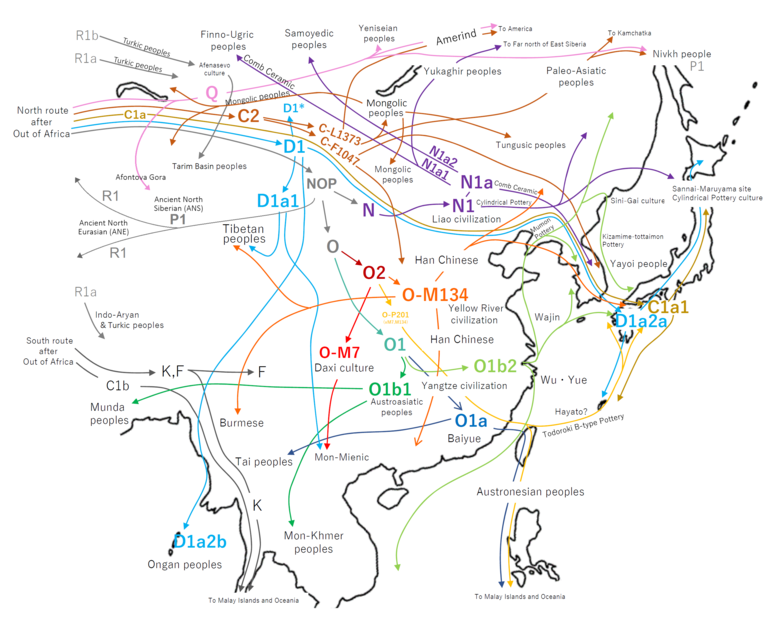 R1b
Turkic peoples
Finno-Ugric
peoples
Samoyedic
peoples
Yeniseian
peoples
Amerind
To America
To Kamchatka
To Far north of East Siberia
Nivkh people
P1
R1a
Turkic peoples
Afenasevo
culture
Comb Ceramic
Yukaghir peoples
Paleo-Asiatic
peoples
Q
Mongolic peoples
D1*
Mongolic
peoples
North route
after
Out of Africa
C1a
C2
C-L1373
C-F1047
Tungusic peoples
D1
N1a2
N1a1
Tarim Basin peoples
Mongolic
peoples
Afontova Gora
NOP
N1a
Comb Ceramic
Sannai-Maruyama site
Cylindrical Pottery culture
R1
Ancient North
Siberian (ANS)
P1
D1a1
N
N1
Cylindrical Pottery
Liao civilization
Sini-Gai culture
Ancient North
Eurasian (ANE)
Tibetan
peoples
Mumun
Pottery
Kizamime-tottaimon
Pottery
R1
O
Han Chinese
Yayoi people
O2
R1a
O-M134
C1a1
Indo-Aryan
& Turkic peoples
O-P201
Yellow River
civilization
Wajin
D1a2a
South route
after
Out of Africa
O1
Han Chinese
O-M7
Daxi culture
K,F
F
O1b2
Wu・Yue
C1b
O1b1
Yangtze civilization
Austroasiatic
peoples
Munda
peoples
Burmese
O1a
Baiyue
Hayato?
Todoroki B-type Pottery
Tai peoples
Mon-Mienic
Austronesian peoples
K
D1a2b
Ongan peoples
Mon-Khmer
peoples
To Malay Islands and Oceania
To Malay Islands and Oceania